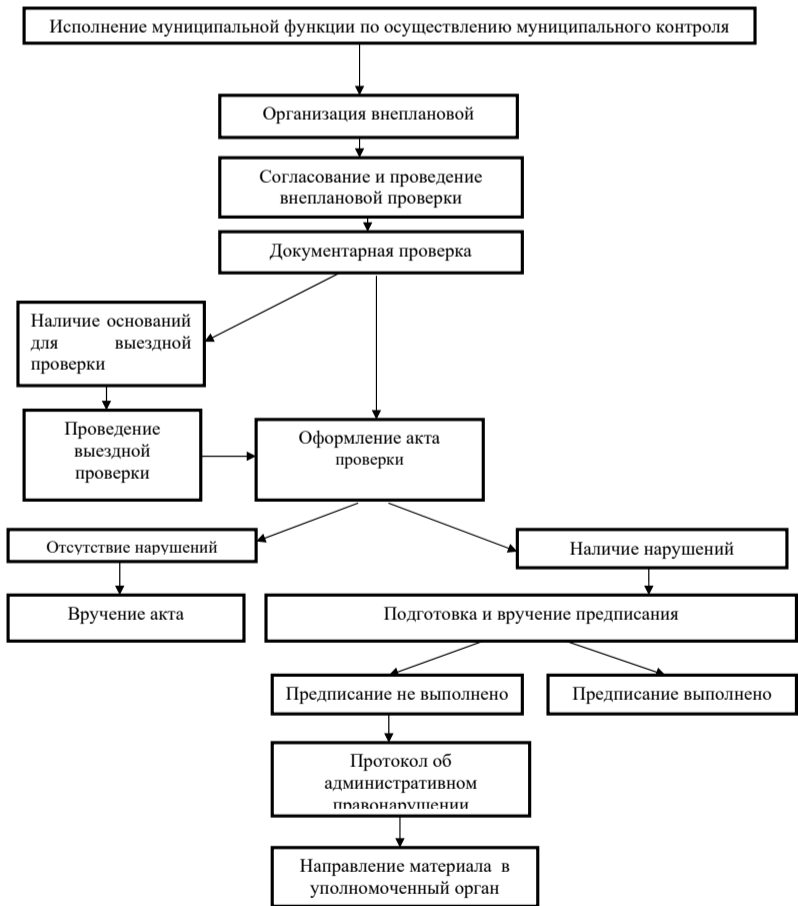 Исполнение муниципальной функции по осуществлению муниципального контроля
Организация внеплановой
Согласование и проведение
внеплановой проверки
Документарная проверка
Наличие оснований
для выездной
проверки
Проведение
выездной
проверки
Оформление акта
проверки
Отсутствие нарушений
Наличие нарушений
Вручение акта
Подготовка и вручение предписания
Предписание не выполнено
Предписание выполнено
Протокол об
административном
правонарушении
Направление материала в
уполномоченный орган